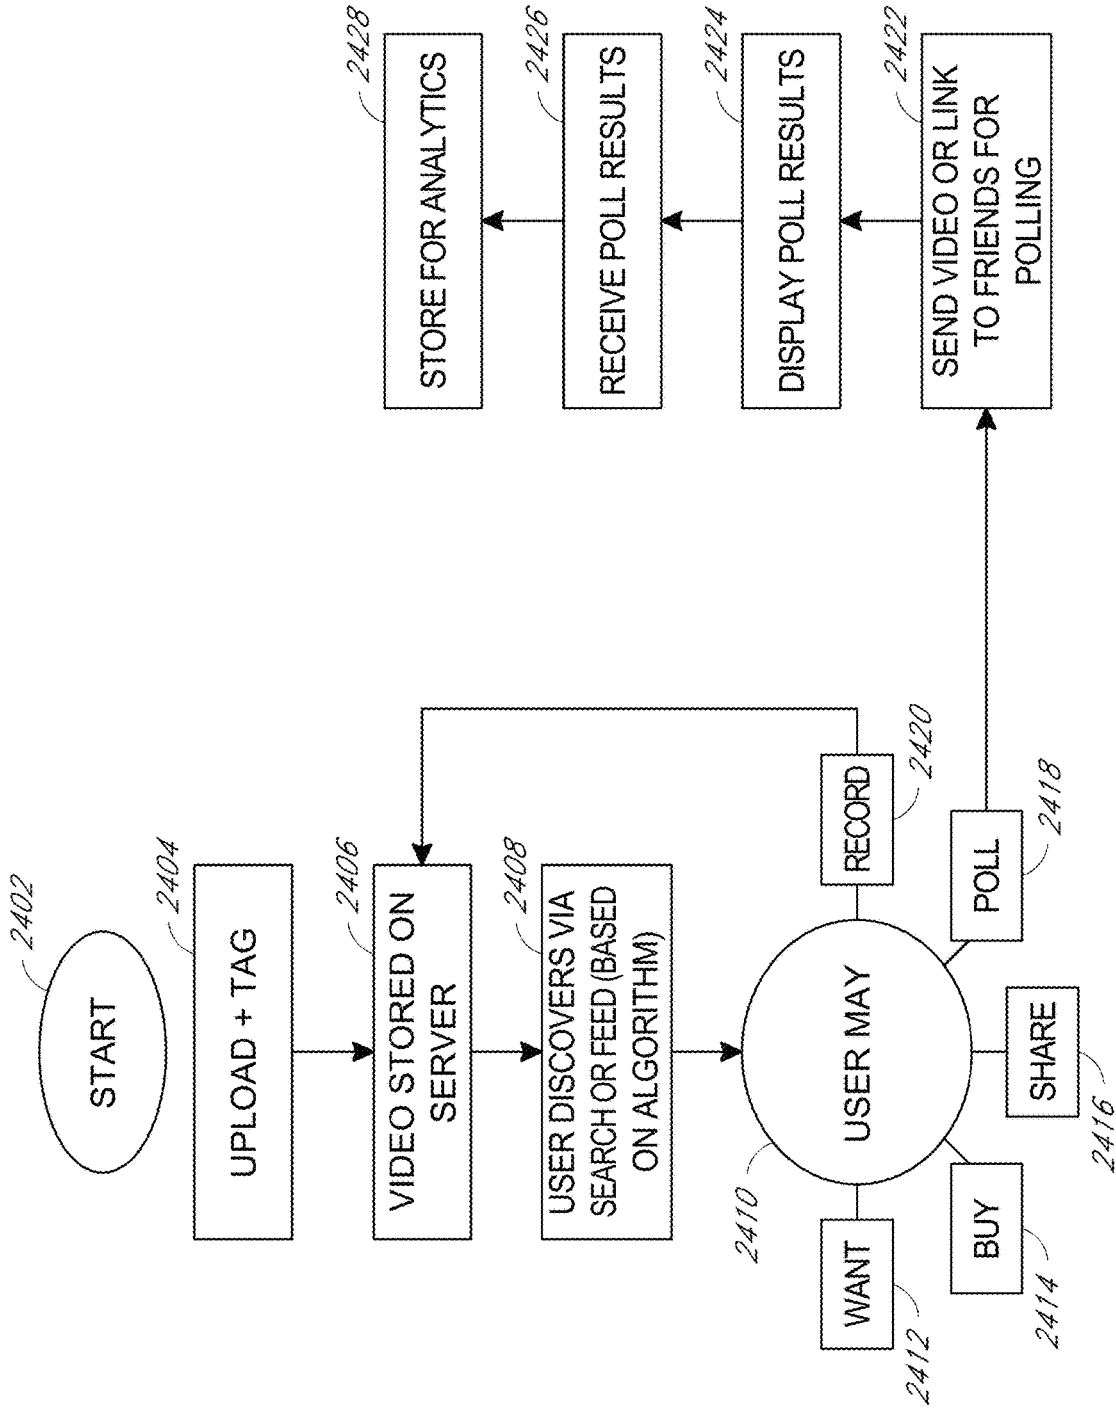 2402
START
2404
UPLOAD + TAG
2406
VIDEO STORED ON
SERVER
2408
USER DISCOVERS VIA
SEARCH OR FEED (BASED
ON ALGORITHM)
2410
USER MAY
WANT
2412
BUY
2414
SHARE
2416
POLL
2418
RECORD
2420
2422
SEND VIDEO OR LINK
TO FRIENDS FOR
POLLING
2424
DISPLAY POLL RESULTS
2426
RECEIVE POLL RESULTS
2428
STORE FOR ANALYTICS